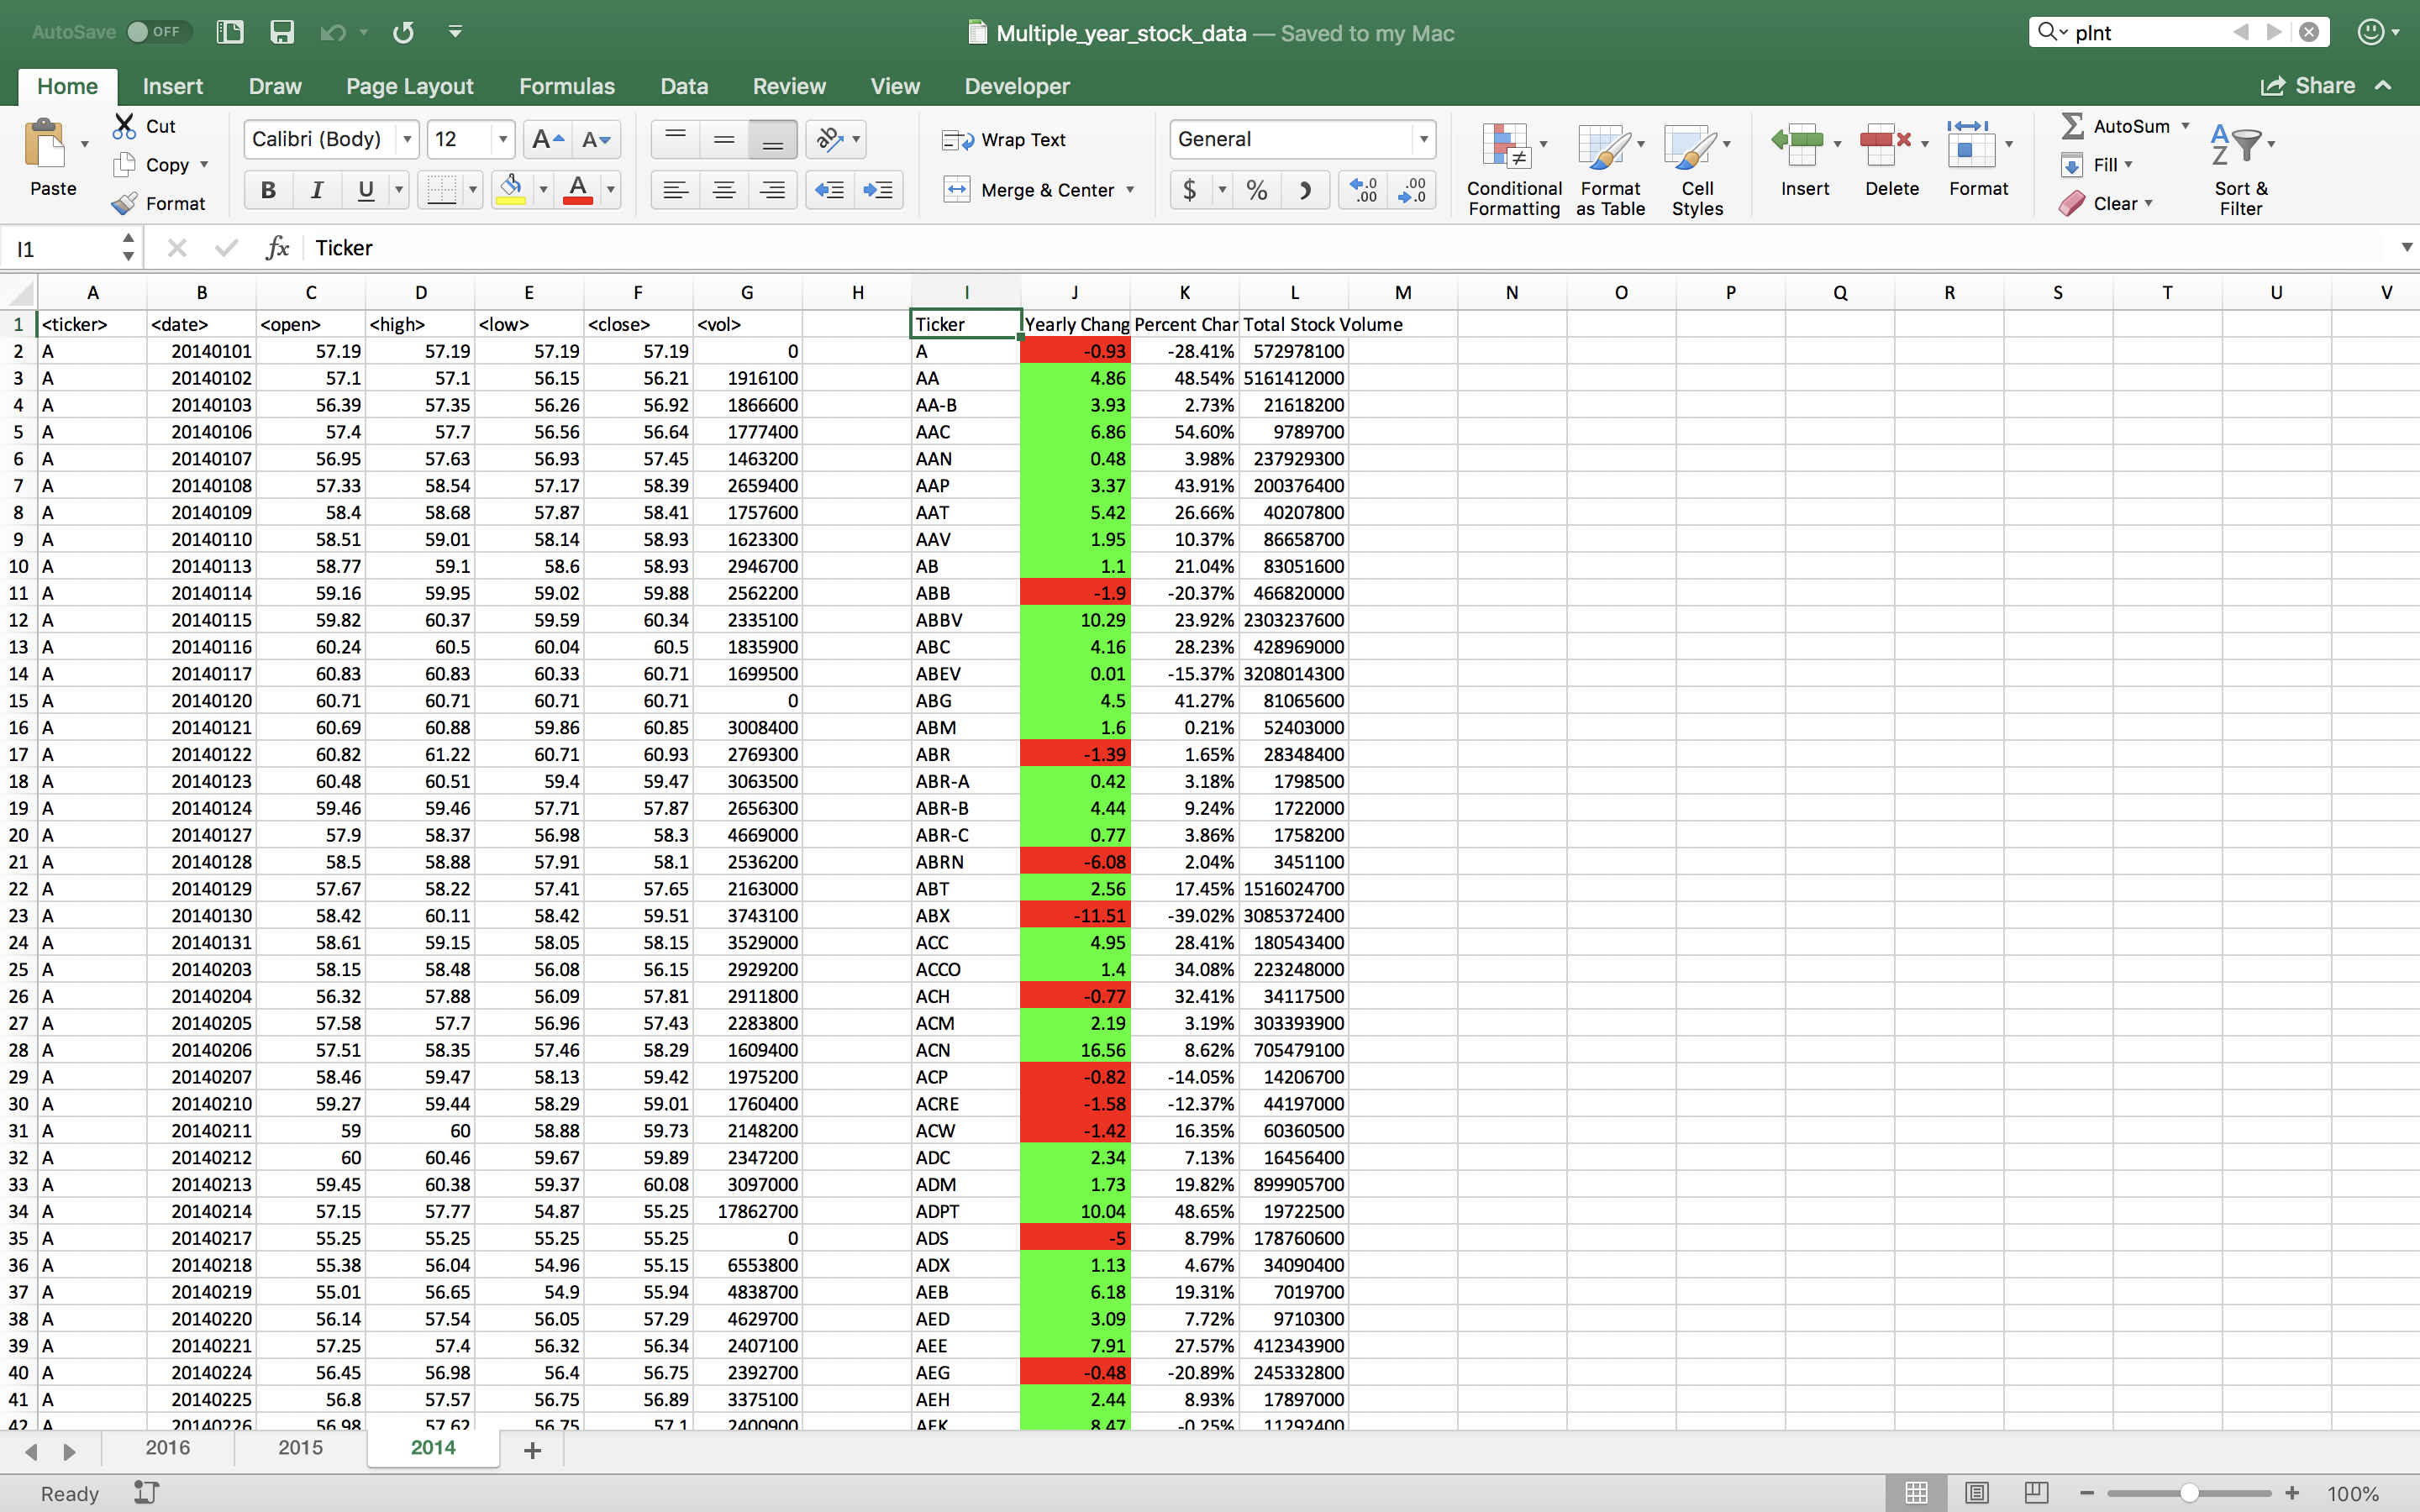 AutoSave OFF Multiple_year_stock_data — Saved to my Mac plnt
Home Insert Draw Page Layout Formulas Data Review View Developer Share
Paste Cut Copy Format
Calibri (Body) 12 A A
B I U A
Wrap Text
Merge & Center
General
$ % ) .0 .00 .00 .0
Conditional Formatting Format as Table Cell Styles Insert Delete Format
AutoSum Fill Clear Sort & Filter
I1 fx Ticker
A B C D E F G H I J K L M N O P Q R S T U V
1 <ticker> <date> <open> <high> <low> <close> <vol> Ticker Yearly Chang Percent Char Total Stock Volume
2 A 20140101 57.19 57.19 57.19 57.19 0 A -0.93 -28.41% 572978100
3 A 20140102 57.1 57.1 56.15 56.21 1916100 AA 4.86 48.54% 5161412000
4 A 20140103 56.39 57.35 56.26 56.92 1866600 AA-B 3.93 2.73% 21618200
5 A 20140106 57.4 57.7 56.56 56.64 1777400 AAC 6.86 54.60% 9789700
6 A 20140107 56.95 57.63 56.93 57.45 1463200 AAN 0.48 3.98% 237929300
7 A 20140108 57.33 58.54 57.17 58.39 2659400 AAP 3.37 43.91% 200376400
8 A 20140109 58.4 58.68 57.87 58.41 1757600 AAT 5.42 26.66% 40207800
9 A 20140110 58.51 59.01 58.14 58.93 1623300 AAV 1.95 10.37% 86658700
10 A 20140113 58.77 59.1 58.6 58.93 2946700 AB 1.1 21.04% 83051600
11 A 20140114 59.16 59.95 59.02 59.88 2562200 ABB -1.9 -20.37% 466820000
12 A 20140115 59.82 60.37 59.59 60.34 2335100 ABBV 10.29 23.92% 2303237600
13 A 20140116 60.24 60.5 60.04 60.5 1835900 ABC 4.16 28.23% 428969000
14 A 20140117 60.83 60.83 60.33 60.71 1699500 ABEV 0.01 -15.37% 3208014300
15 A 20140120 60.71 60.71 60.71 60.71 0 ABG 4.5 41.27% 81065600
16 A 20140121 60.69 60.88 59.86 60.85 3008400 ABM 1.6 0.21% 52403000
17 A 20140122 60.82 61.22 60.71 60.93 2769300 ABR -1.39 1.65% 28348400
18 A 20140123 60.48 60.51 59.4 59.47 3063500 ABR-A 0.42 3.18% 1798500
19 A 20140124 59.46 59.46 57.71 57.87 2656300 ABR-B 4.44 9.24% 1722000
20 A 20140127 57.9 58.37 56.98 58.3 4669000 ABR-C 0.77 3.86% 1758200
21 A 20140128 58.5 58.88 57.91 58.1 2536200 ABRN -6.08 2.04% 3451100
22 A 20140129 57.67 58.22 57.41 57.65 2163000 ABT 2.56 17.45% 1516024700
23 A 20140130 58.42 60.11 58.42 59.51 3743100 ABX -11.51 -39.02% 3085372400
24 A 20140131 58.61 59.15 58.05 58.15 3529000 ACC 4.95 28.41% 180543400
25 A 20140203 58.15 58.48 56.08 56.15 2929200 ACCO 1.4 34.08% 223248000
26 A 20140204 56.32 57.88 56.09 57.81 2911800 ACH -0.77 32.41% 34117500
27 A 20140205 57.58 57.7 56.96 57.43 2283800 ACM 2.19 3.19% 303393900
28 A 20140206 57.51 58.35 57.46 58.29 1609400 ACN 16.56 8.62% 705479100
29 A 20140207 58.46 59.47 58.13 59.42 1975200 ACP -0.82 -14.05% 14206700
30 A 20140210 59.27 59.44 58.29 59.01 1760400 ACRE -1.58 -12.37% 44197000
31 A 20140211 59 60 58.88 59.73 2148200 ACW -1.42 16.35% 60360500
32 A 20140212 60 60.46 59.67 59.89 2347200 ADC 2.34 7.13% 16456400
33 A 20140213 59.45 60.38 59.37 60.08 3097000 ADM 1.73 19.82% 899905700
34 A 20140214 57.15 57.77 54.87 55.25 17862700 ADPT 10.04 48.65% 19722500
35 A 20140217 55.25 55.25 55.25 55.25 0 ADS -5 8.79% 178760600
36 A 20140218 55.38 56.04 54.96 55.15 6553800 ADX 1.13 4.67% 34090400
37 A 20140219 55.01 56.65 54.9 55.94 4838700 AEB 6.18 19.31% 7019700
38 A 20140220 56.14 57.54 56.05 57.29 4629700 AED 3.09 7.72% 9710300
39 A 20140221 57.25 57.4 56.32 56.34 2407100 AEE 7.91 27.57% 412343900
40 A 20140224 56.45 56.98 56.4 56.75 2392700 AEG -0.48 -20.89% 245332800
41 A 20140225 56.8 57.57 56.75 56.89 3375100 AEH 2.44 8.93% 17897000
42 A 20140226 56.98 57.62 56.75 57.1 2400900 AEK 8.47 -0.25% 11292400
2016 2015 2014
Ready 100%